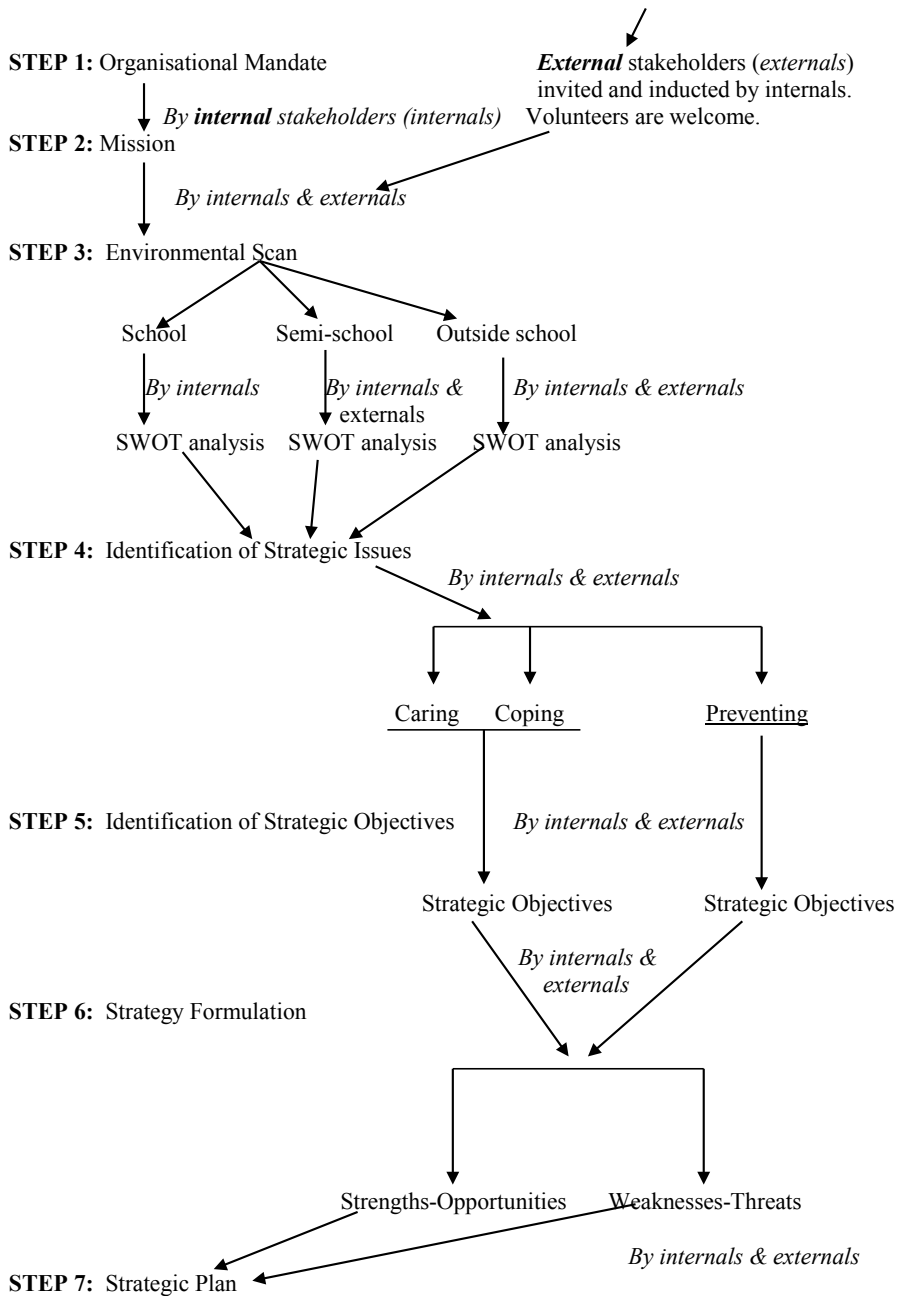 STEP 1: Organisational Mandate
External stakeholders (externals)
invited and inducted by internals.
Volunteers are welcome.
By internal stakeholders (internals)
STEP 2: Mission
By internals & externals
STEP 3: Environmental Scan
School Semi-school Outside school
By internals
By internals &
externals
By internals & externals
SWOT analysis SWOT analysis SWOT analysis
STEP 4: Identification of Strategic Issues
By internals & externals
Caring Coping Preventing
STEP 5: Identification of Strategic Objectives
By internals & externals
Strategic Objectives Strategic Objectives
By internals &
externals
STEP 6: Strategy Formulation
Strengths-Opportunities Weaknesses-Threats
By internals & externals
STEP 7: Strategic Plan